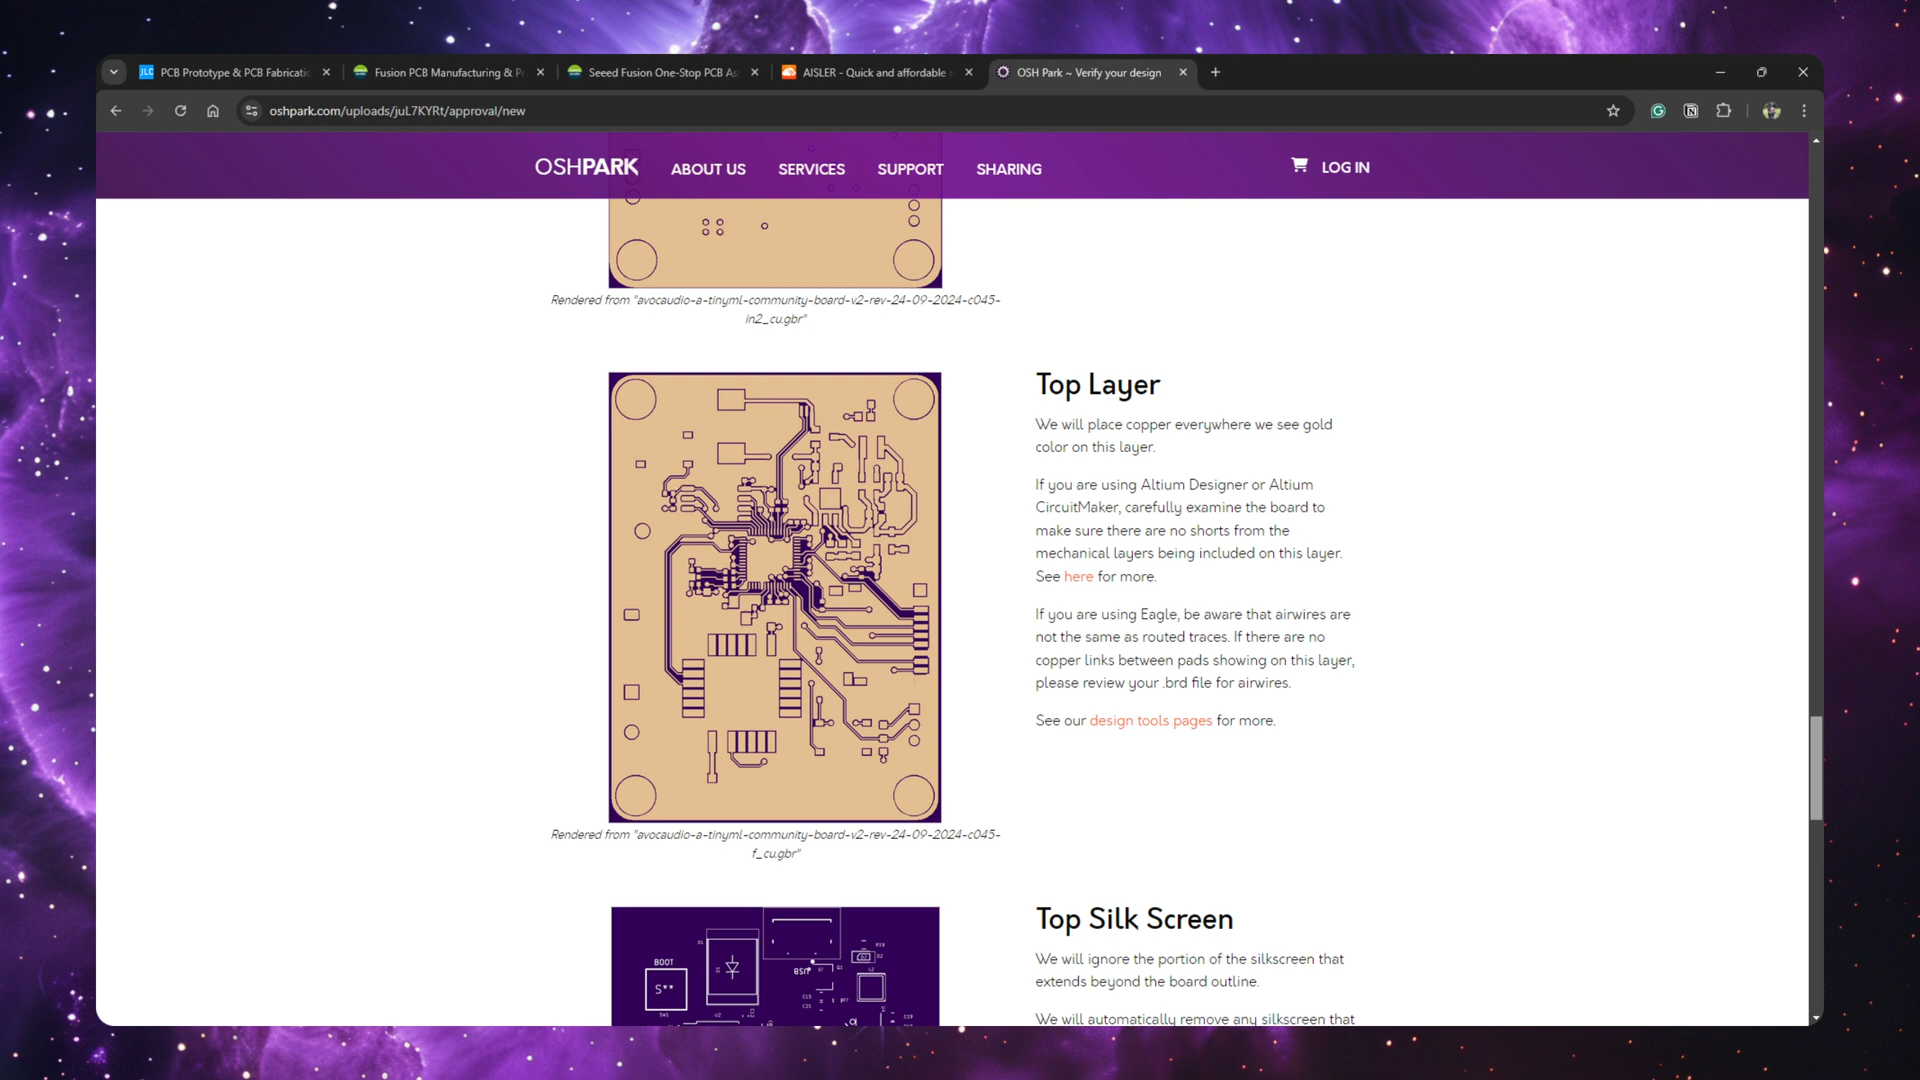 PCB Prototype & PCB Fabricatio
Fusion PCB Manufacturing & Pr
Seeed Fusion One-Stop PCB As
AISLER - Quick and affordable
OSH Park ~ Verify your design
oshpark.com/uploads/juL7KYRt/approval/new
OSHPARK
ABOUT US
SERVICES
SUPPORT
SHARING
LOG IN
Rendered from "avocaudio-a-tinyml-community-board-v2-rev-24-09-2024-c045-
in2_cu.gbr"
Top Layer
We will place copper everywhere we see gold
color on this layer.
If you are using Altium Designer or Altium
CircuitMaker, carefully examine the board to
make sure there are no shorts from the
mechanical layers being included on this layer.
See here for more.
If you are using Eagle, be aware that airwires are
not the same as routed traces. If there are no
copper links between pads showing on this layer,
please review your .brd file for airwires.
See our design tools pages for more.
Rendered from "avocaudio-a-tinyml-community-board-v2-rev-24-09-2024-c045-
f_cu.gbr"
BOOT
S**
SW1
U2
USB
Top Silk Screen
We will ignore the portion of the silkscreen that
extends beyond the board outline.
We will automatically remove any silkscreen that